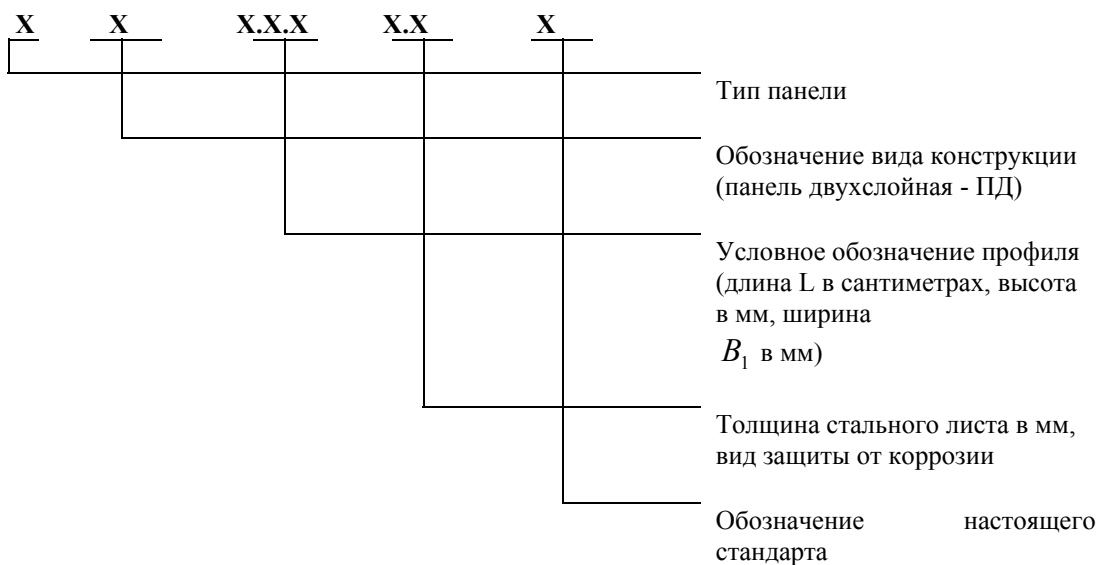 X X X.X.X X.X X
Тип панели
Обозначение вида конструкции
(панель двухслойная - ПД)
Условное обозначение профиля
(длина L в сантиметрах, высота
в мм, ширина
B₁ в мм)
Толщина стального листа в мм,
вид защиты от коррозии
Обозначение настоящего
стандарта